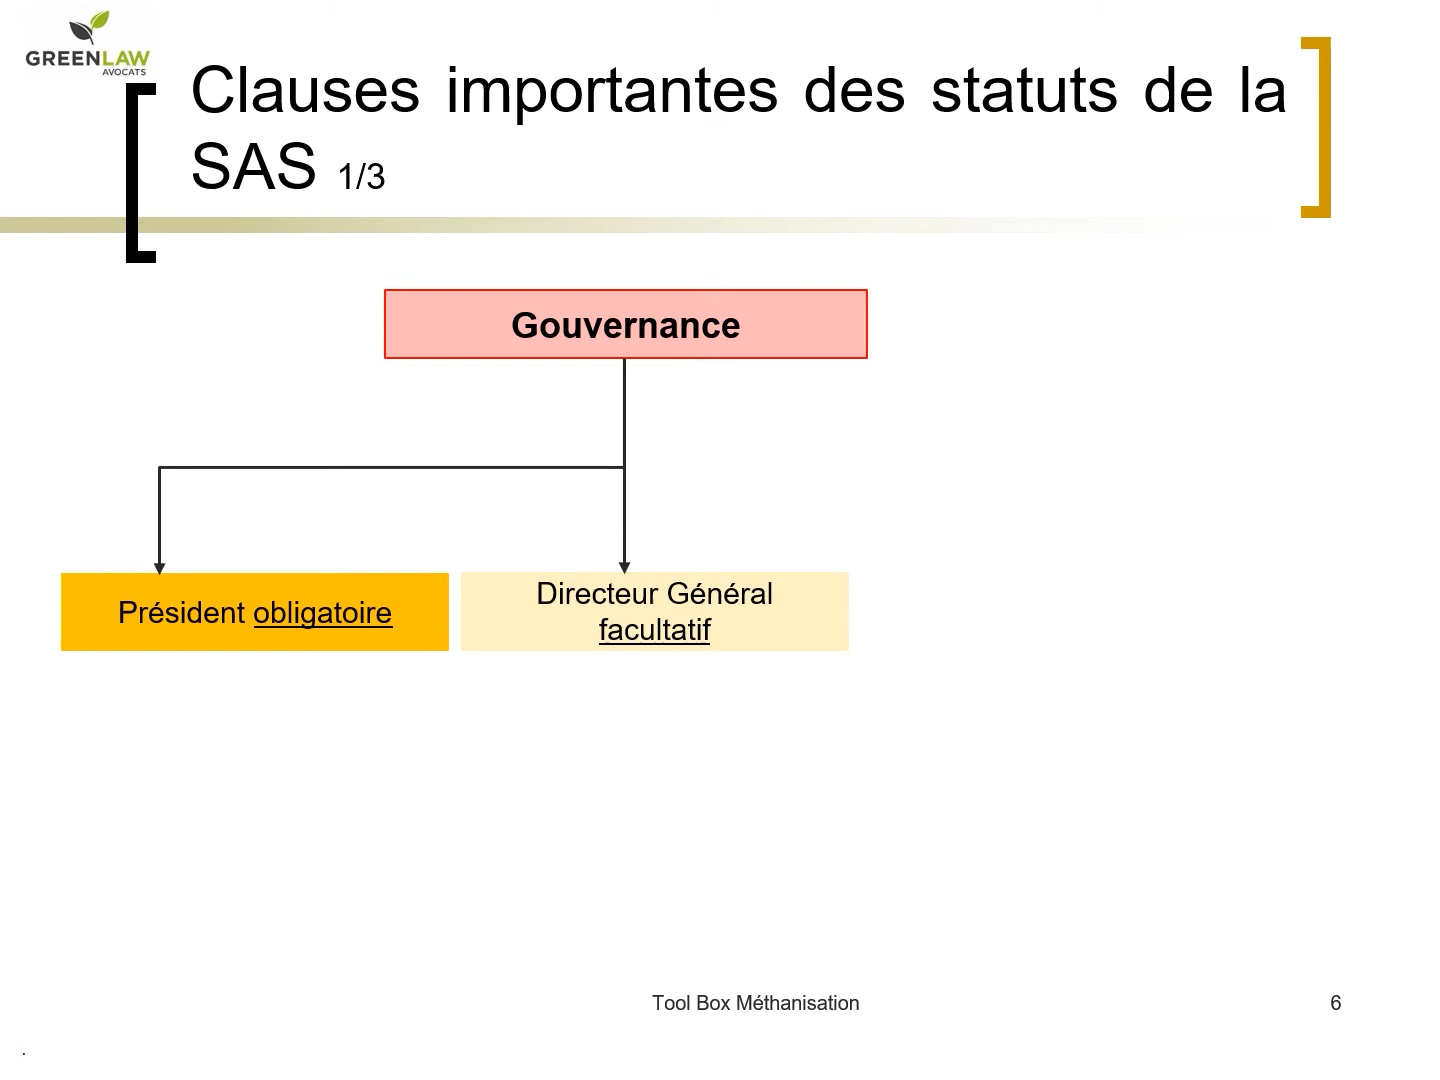 GREENLAW
AVOCATS
Clauses importantes des statuts de la
SAS 1/3
Gouvernance
Président obligatoire
Directeur Général
facultatif
Tool Box Méthanisation
6
.